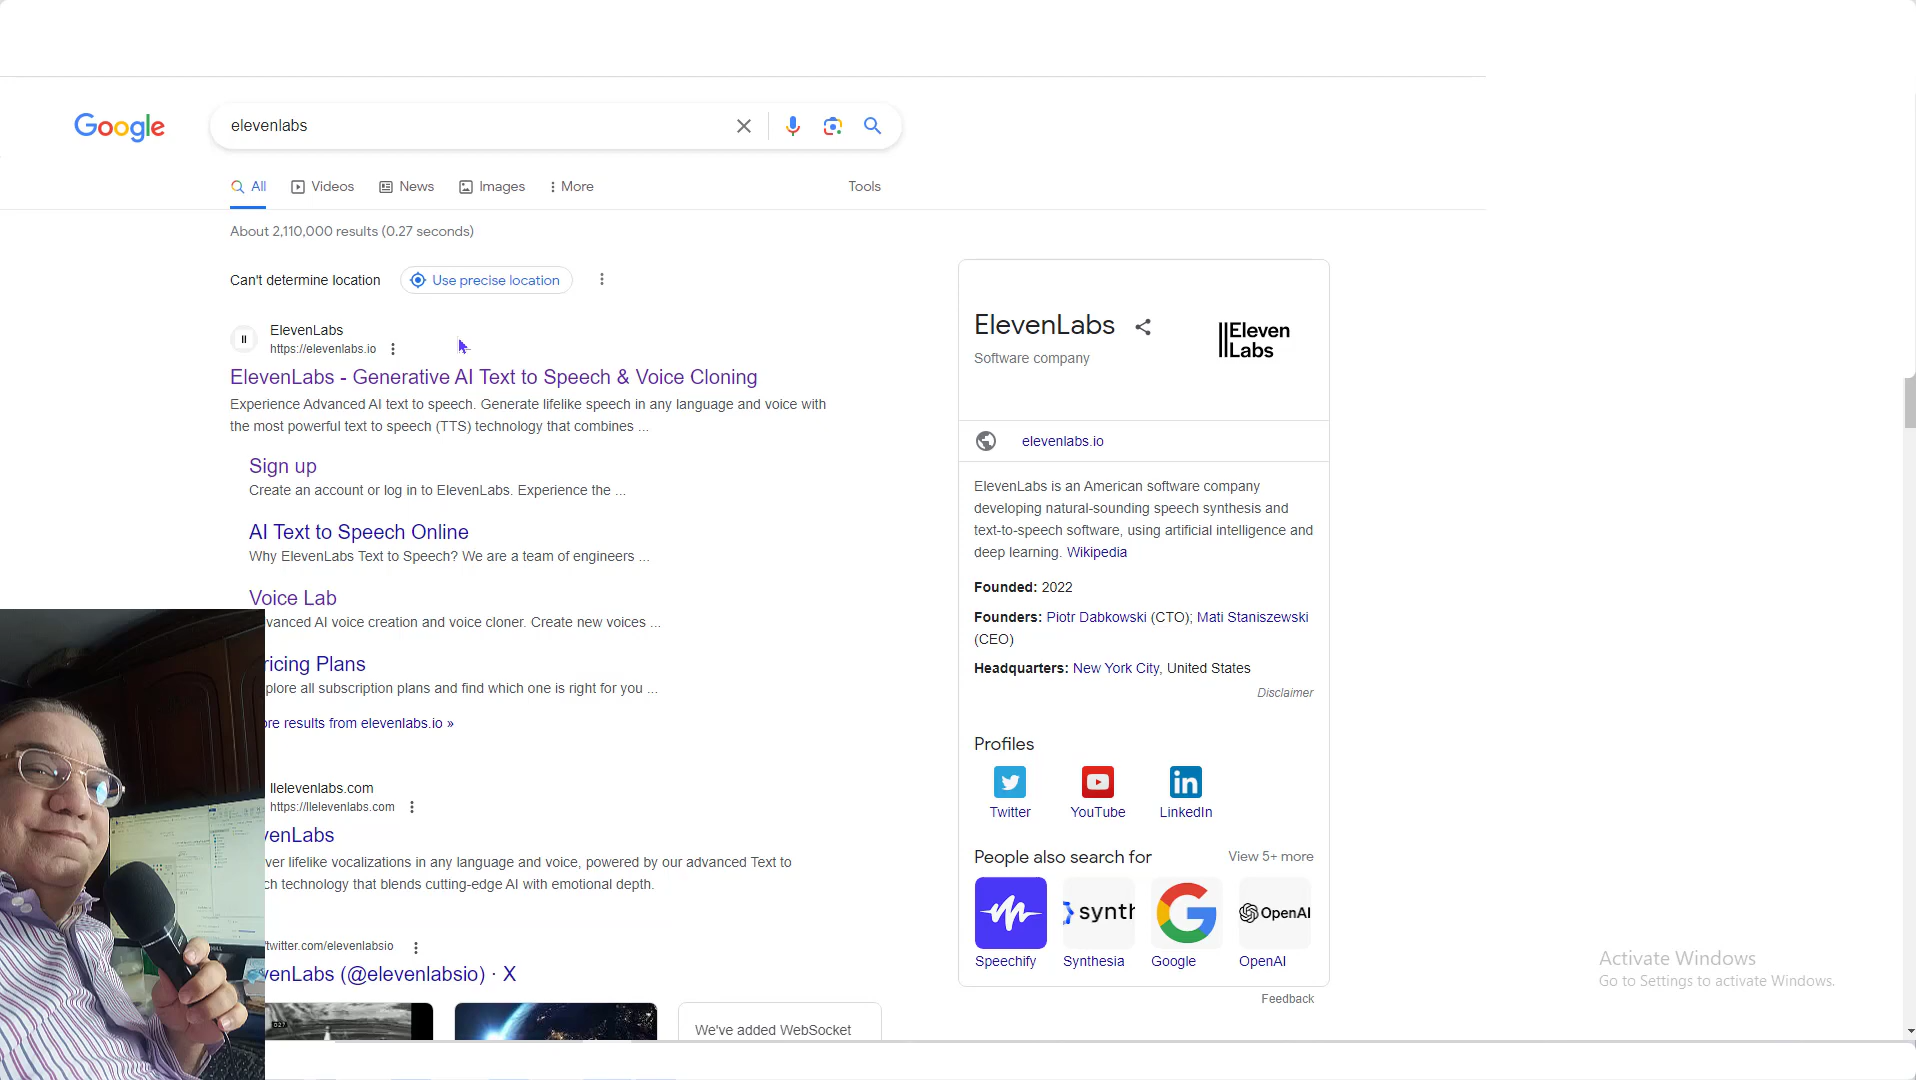 Google
elevenlabs
All
Videos
News
Images
More
Tools
About 2,110,000 results (0.27 seconds)
Can't determine location
Use precise location
ElevenLabs
https://elevenlabs.io
ElevenLabs - Generative AI Text to Speech & Voice Cloning
Experience Advanced AI text to speech. Generate lifelike speech in any language and voice with
the most powerful text to speech (TTS) technology that combines ...
Sign up
Create an account or log in to ElevenLabs. Experience the ...
AI Text to Speech Online
Why ElevenLabs Text to Speech? We are a team of engineers ...
Voice Lab
vanced AI voice creation and voice cloner. Create new voices ...
ricing Plans
plore all subscription plans and find which one is right for you ...
re results from elevenlabs.io »
llelevenlabs.com
https://llelevenlabs.com
venLabs
ver lifelike vocalizations in any language and voice, powered by our advanced Text to
ch technology that blends cutting-edge AI with emotional depth.
twitter.com/elevenlabsio
venLabs (@elevenlabsio) · X
We've added WebSocket
ElevenLabs
Software company
||Eleven
Labs
elevenlabs.io
ElevenLabs is an American software company
developing natural-sounding speech synthesis and
text-to-speech software, using artificial intelligence and
deep learning. Wikipedia
Founded: 2022
Founders: Piotr Dabkowski (CTO); Mati Staniszewski
(CEO)
Headquarters: New York City, United States
Disclaimer
Profiles
Twitter
YouTube
LinkedIn
People also search for
View 5+ more
synth
OpenAI
Speechify
Synthesia
Google
OpenAI
Feedback
Activate Windows
Go to Settings to activate Windows.